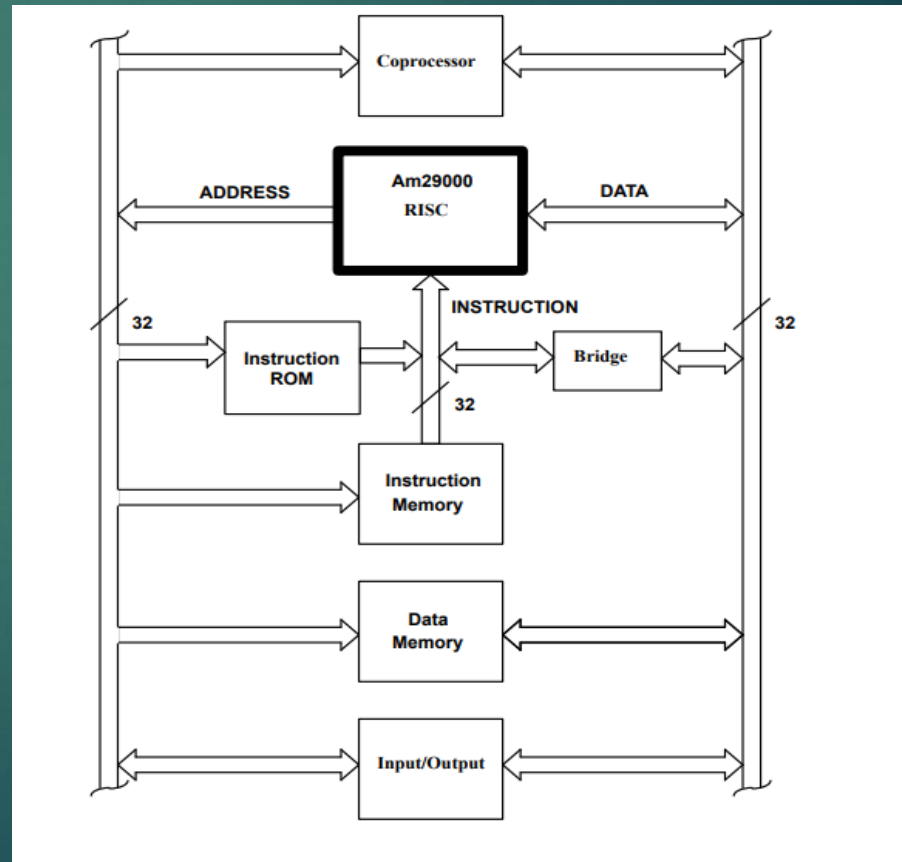 Coprocessor
Am29000
RISC
ADDRESS
DATA
INSTRUCTION
32
32
Instruction
ROM
Bridge
32
Instruction
Memory
Data
Memory
Input/Output